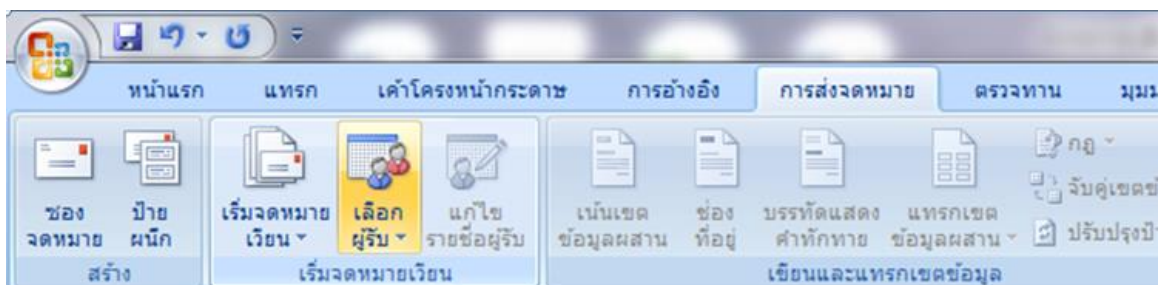 หน้าแรก แทรก เค้าโครงหน้ากระดาษ การอ้างอิง การส่งจดหมาย ตรวจทาน
ซอง
จดหมาย
ป้าย
ผนึก
เริ่มจดหมาย
เวียน
เลือก
ผู้รับ
แก้ไข
รายชื่อผู้รับ
เน้นเขต
ข้อมูลผสาน
ช่อง
ที่อยู่
บรรทัดแสดง
คำทักทาย
แทรกเขต
ข้อมูลผสาน
กฎ
สร้าง เริ่มจดหมายเวียน เขียนและแทรกเขตข้อมูล